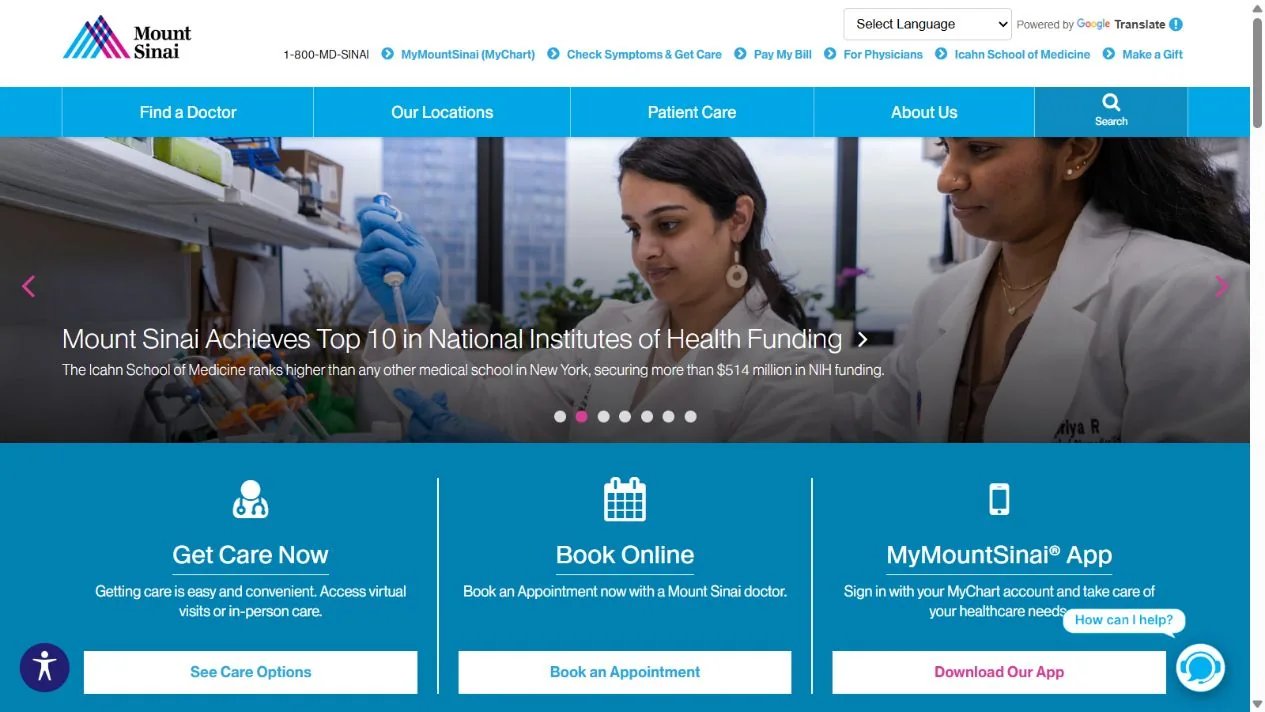 Mount
Sinai
Select Language
Powered by Google Translate
1-800-MD-SINAI MyMountSinai (MyChart) Check Symptoms & Get Care Pay My Bill For Physicians Icahn School of Medicine Make a Gift
Find a Doctor Our Locations Patient Care About Us Search
Mount Sinai Achieves Top 10 in National Institutes of Health Funding
The Icahn School of Medicine ranks higher than any other medical school in New York, securing more than $514 million in NIH funding.
Get Care Now
Getting care is easy and convenient. Access virtual
visits or in-person care.
See Care Options
Book Online
Book an Appointment now with a Mount Sinai doctor.
Book an Appointment
MyMountSinai® App
Sign in with your MyChart account and take care of
your healthcare needs
Download Our App
How can I help?